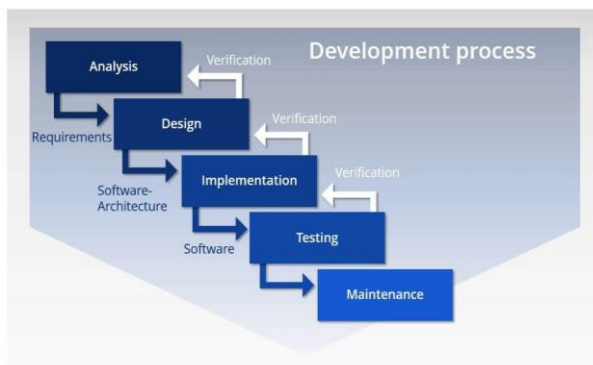 Development process
Analysis
Verification
Requirements
Design
Verification
Software-
Architecture
Implementation
Verification
Software
Testing
Maintenance